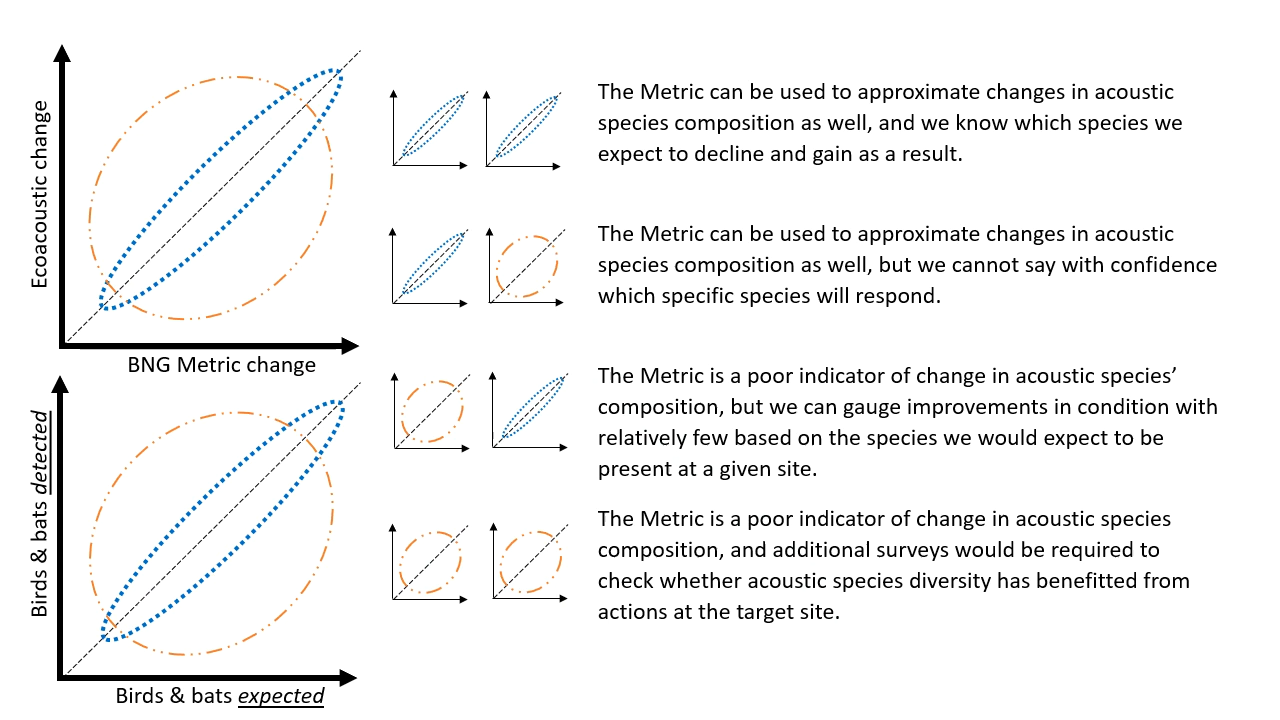 Ecoacoustic change
BNG Metric change
Birds & bats detected
Birds & bats expected
The Metric can be used to approximate changes in acoustic
species composition as well, and we know which species we
expect to decline and gain as a result.
The Metric can be used to approximate changes in acoustic
species composition as well, but we cannot say with confidence
which specific species will respond.
The Metric is a poor indicator of change in acoustic species’
composition, but we can gauge improvements in condition with
relatively few based on the species we would expect to be
present at a given site.
The Metric is a poor indicator of change in acoustic species
composition, and additional surveys would be required to
check whether acoustic species diversity has benefitted from
actions at the target site.